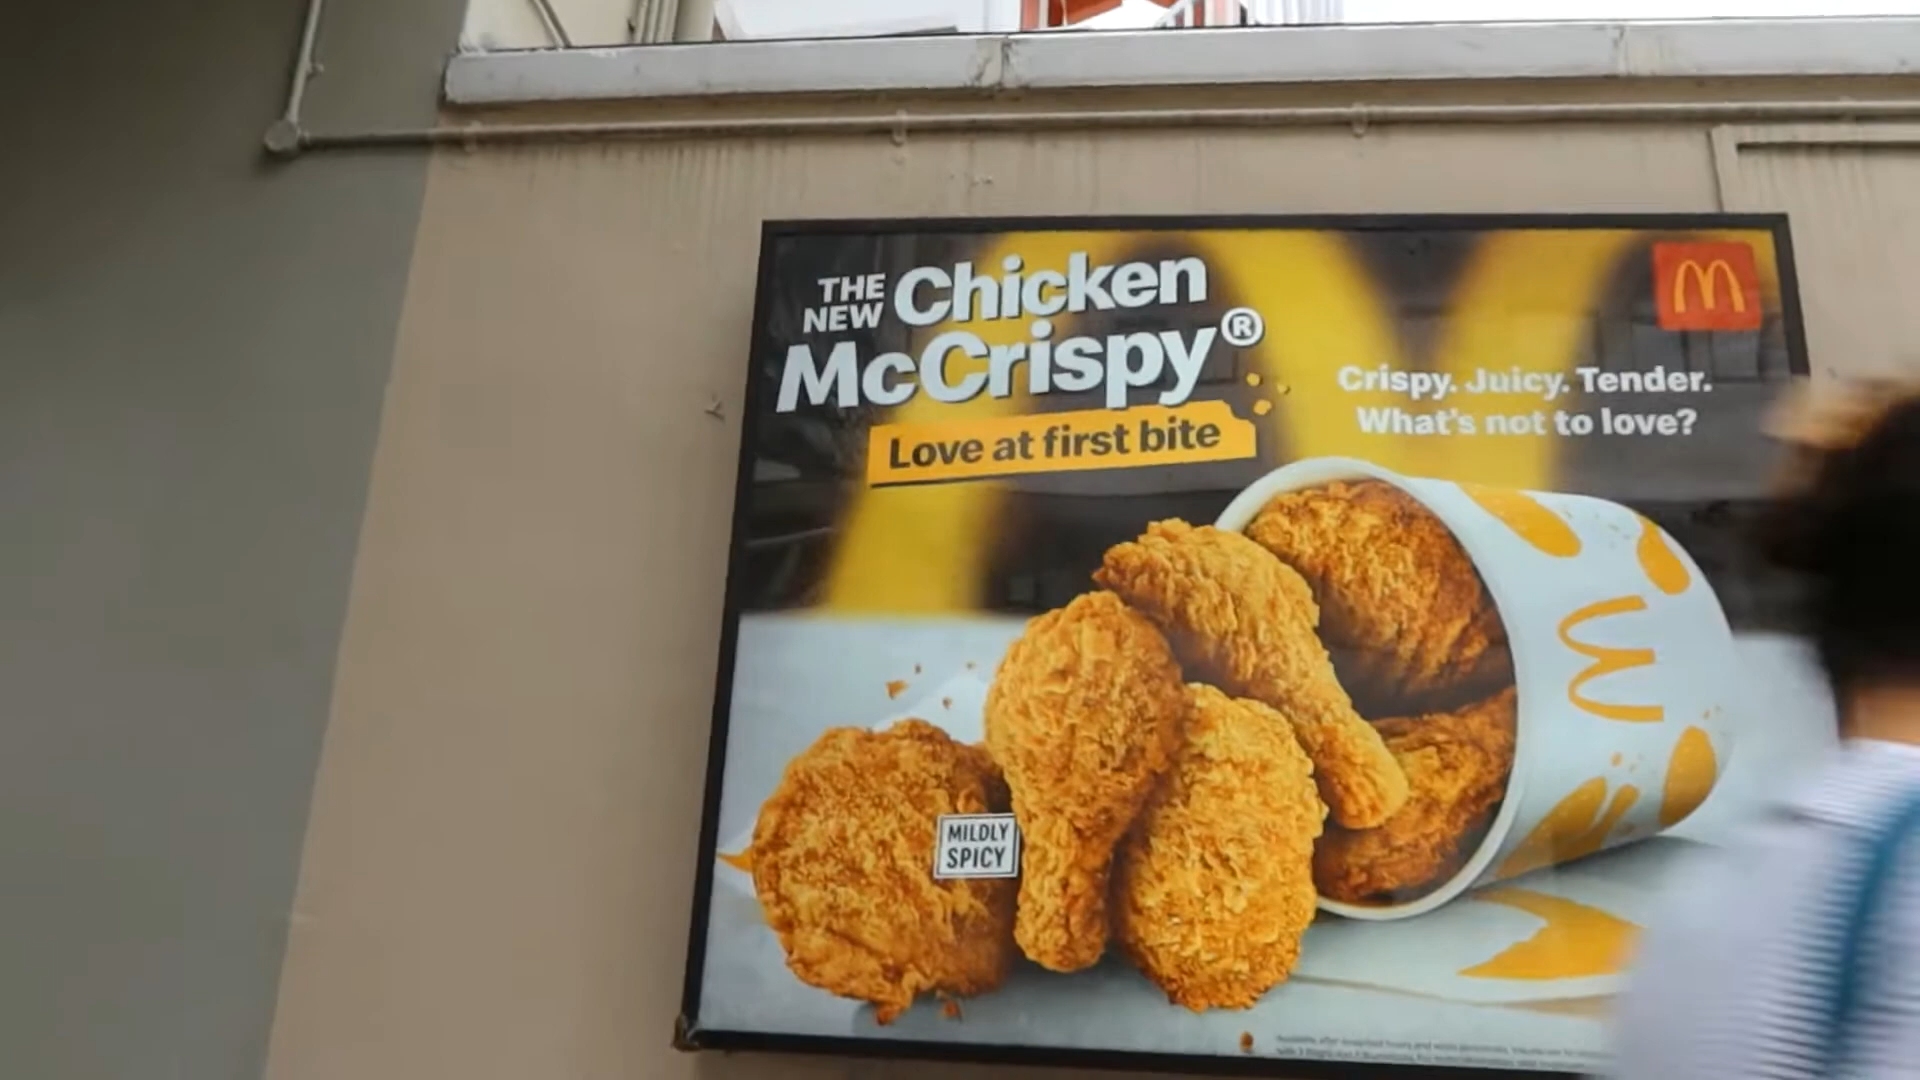 THE NEW Chicken
McCrispy®
Love at first bite
Crispy. Juicy. Tender.
What's not to love?
MILDLY
SPICY